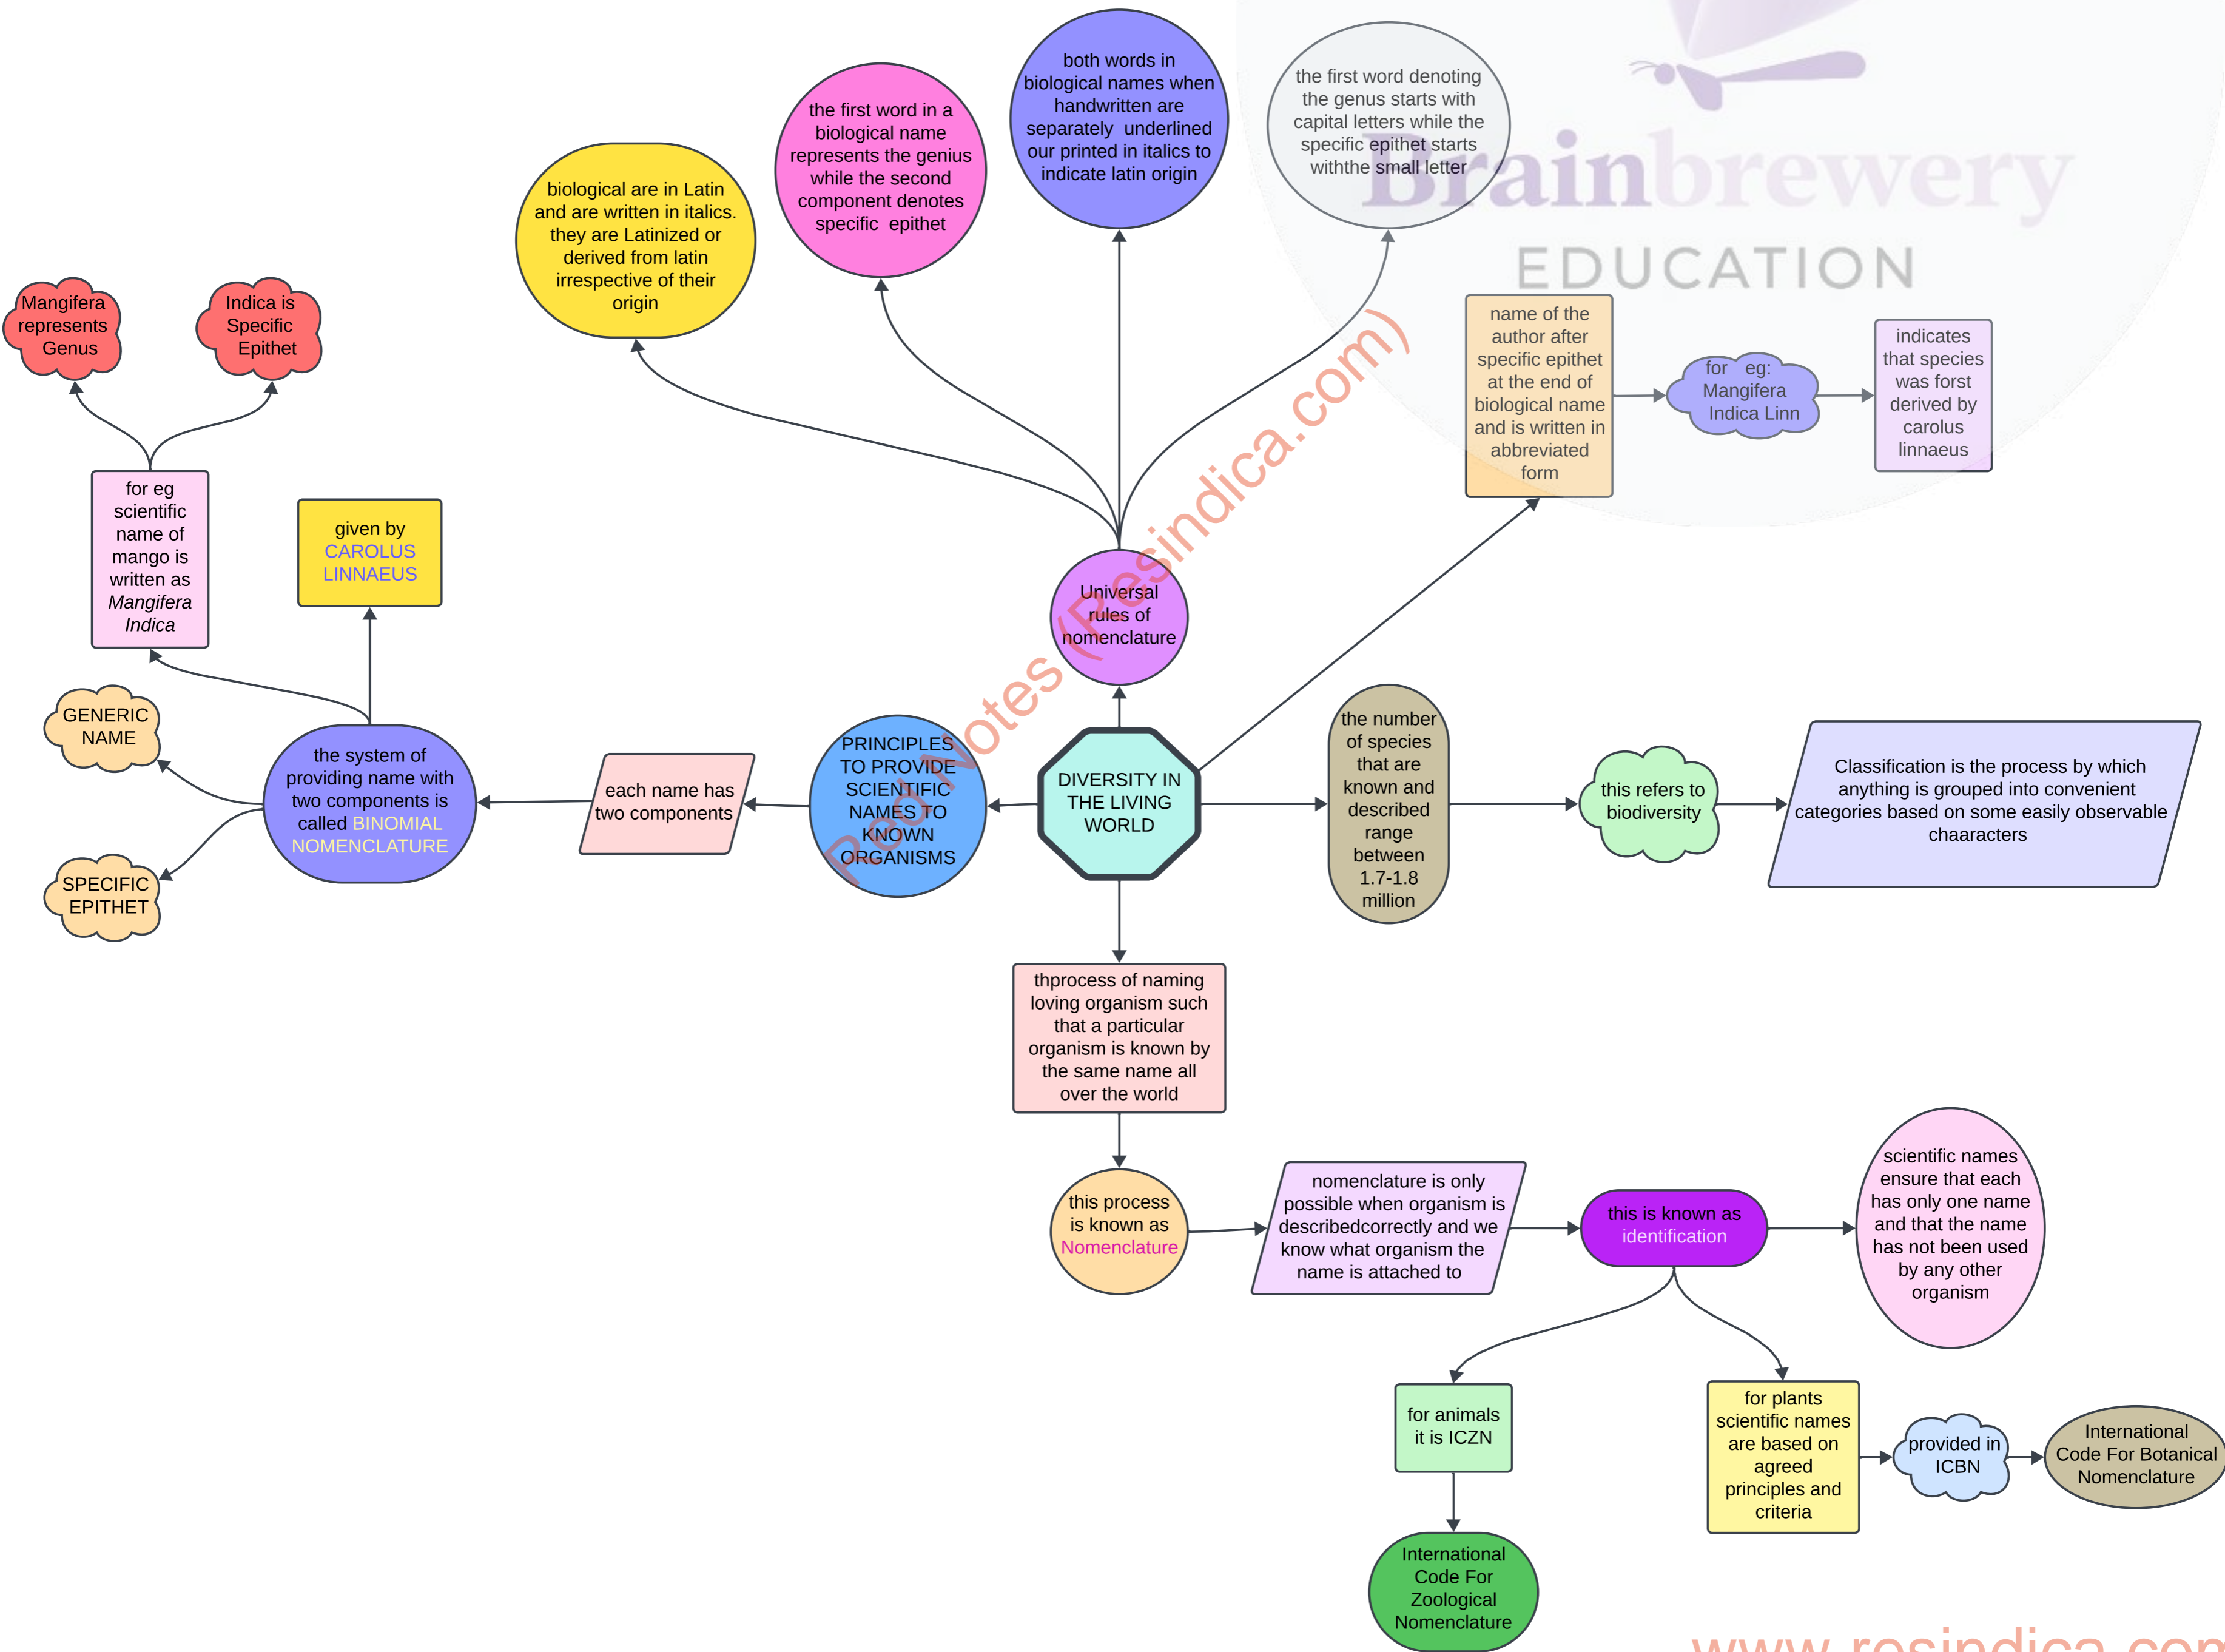 both words in
biological names when
handwritten are
separately underlined
our printed in italics to
indicate latin origin
the first word denoting
the genus starts with
capital letters while the
specific epithet starts
withthe small letter
Brainbrewery
EDUCATION
the first word in a
biological name
represents the genius
while the second
component denotes
specific epithet
biological are in Latin
and are written in italics.
they are Latinized or
derived from latin
irrespective of their
origin
Mangifera
represents
Genus
Indica is
Specific
Epithet
name of the
author after
specific epithet
at the end of
biological name
and is written in
abbreviated
form
for eg:
Mangifera
Indica Linn
indicates
that species
was forst
derived by
carolus
linnaeus
for eg
scientific
name of
mango is
written as
Mangifera
Indica
given by
CAROLUS
LINNAEUS
Universal
rules of
nomenclature
Red Notes (Resindica.com)
GENERIC
NAME
SPECIFIC
EPITHET
the system of
providing name with
two components is
called BINOMIAL
NOMENCLATURE
each name has
two components
PRINCIPLES
TO PROVIDE
SCIENTIFIC
NAMES TO
KNOWN
ORGANISMS
DIVERSITY IN
THE LIVING
WORLD
the number
of species
that are
known and
described
range
between
1.7-1.8
million
this refers to
biodiversity
Classification is the process by which
anything is grouped into convenient
categories based on some easily observable
chaaracters
thprocess of naming
loving organism such
that a particular
organism is known by
the same name all
over the world
this process
is known as
Nomenclature
nomenclature is only
possible when organism is
describedcorrectly and we
know what organism the
name is attached to
this is known as
identification
scientific names
ensure that each
has only one name
and that the name
has not been used
by any other
organism
for animals
it is ICZN
for plants
scientific names
are based on
agreed
principles and
criteria
provided in
ICBN
International
Code For Botanical
Nomenclature
International
Code For
Zoological
Nomenclature
www.resindica.com